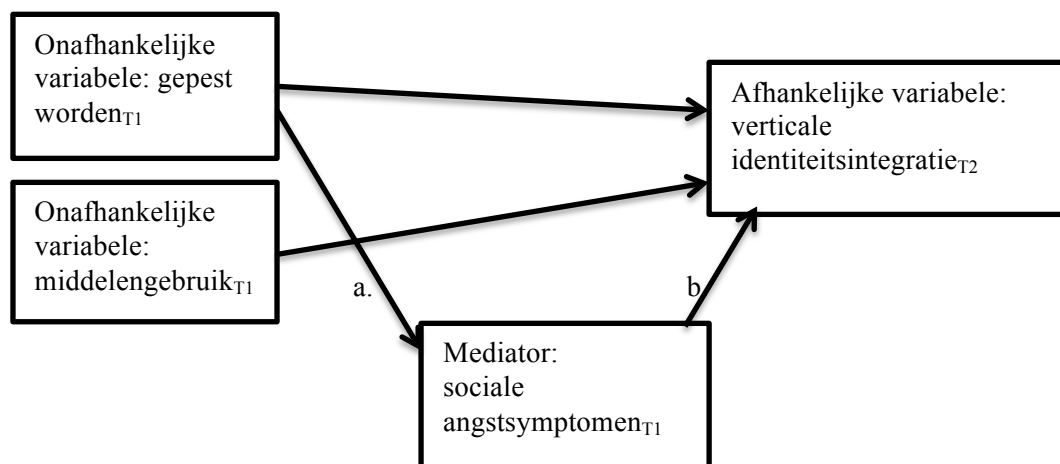 Onafhankelijke
variabele: gepest
wordenT1
Afhankelijke variabele:
verticale
identiteitsintegratieT2
Onafhankelijke
variabele:
middelengebruikT1
a.
b.
Mediator:
sociale
angstsymptomenT1